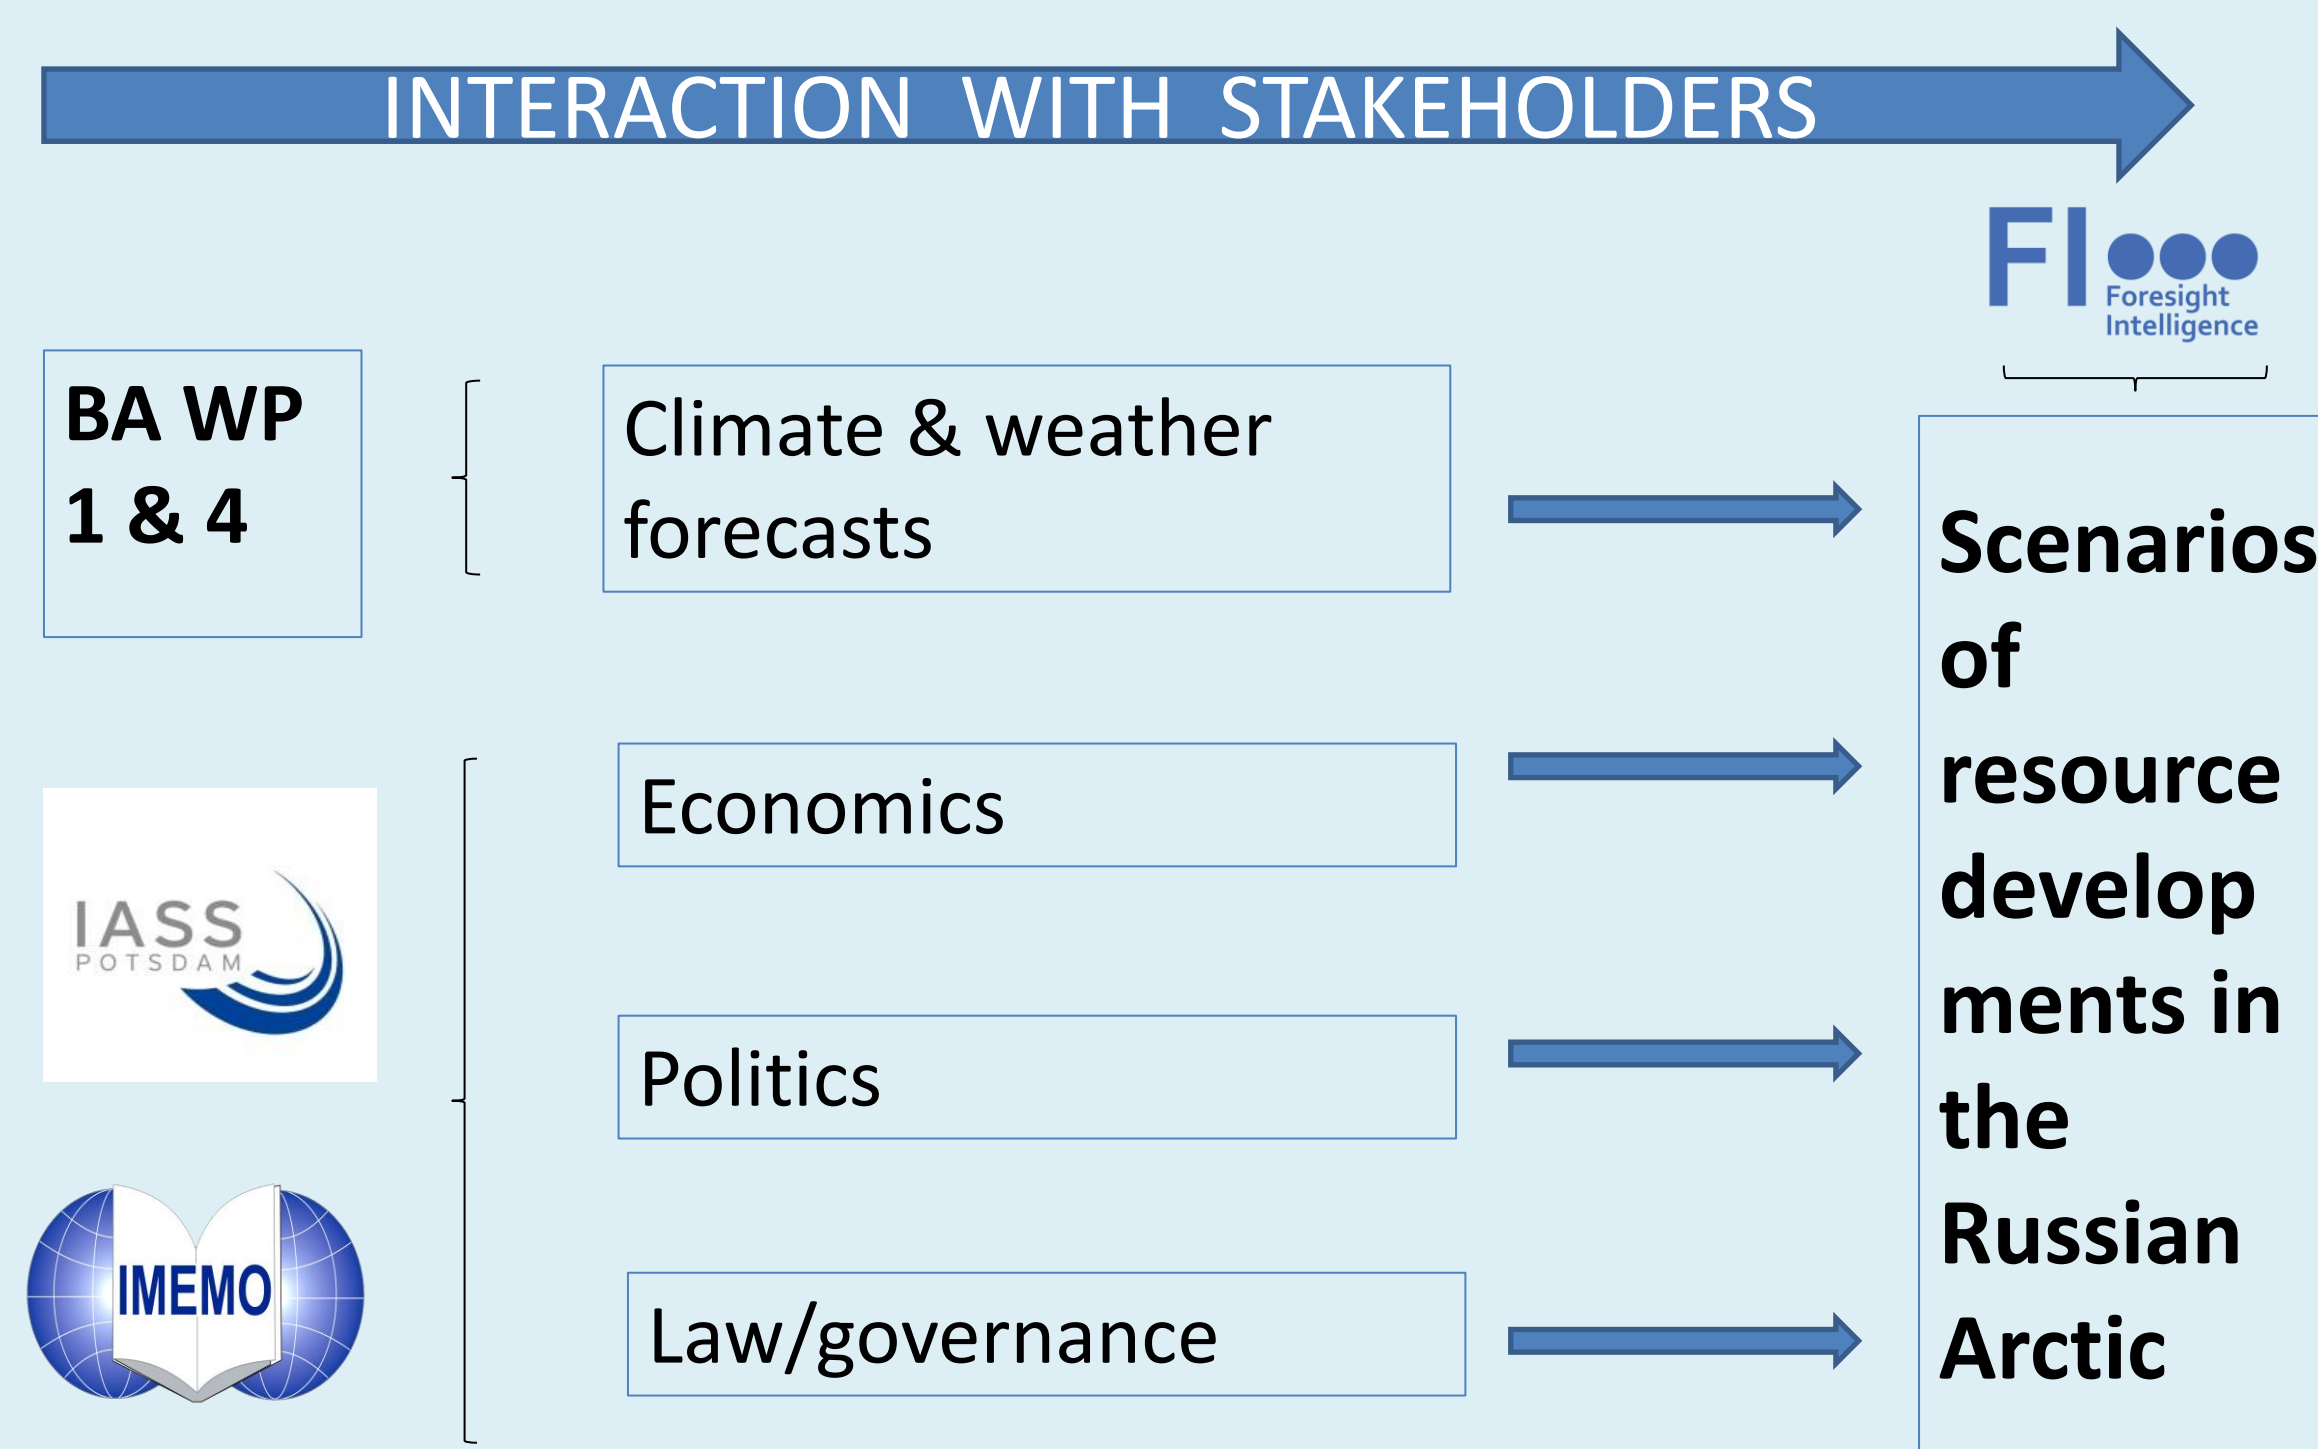 INTERACTION WITH STAKEHOLDERS
FI
Foresight
Intelligence
BA WP
1 & 4
Climate & weather
forecasts
Economics
Politics
Law/governance
IASS
POTSDAM
IMEMO
Scenarios
of
resource
develop
ments in
the
Russian
Arctic